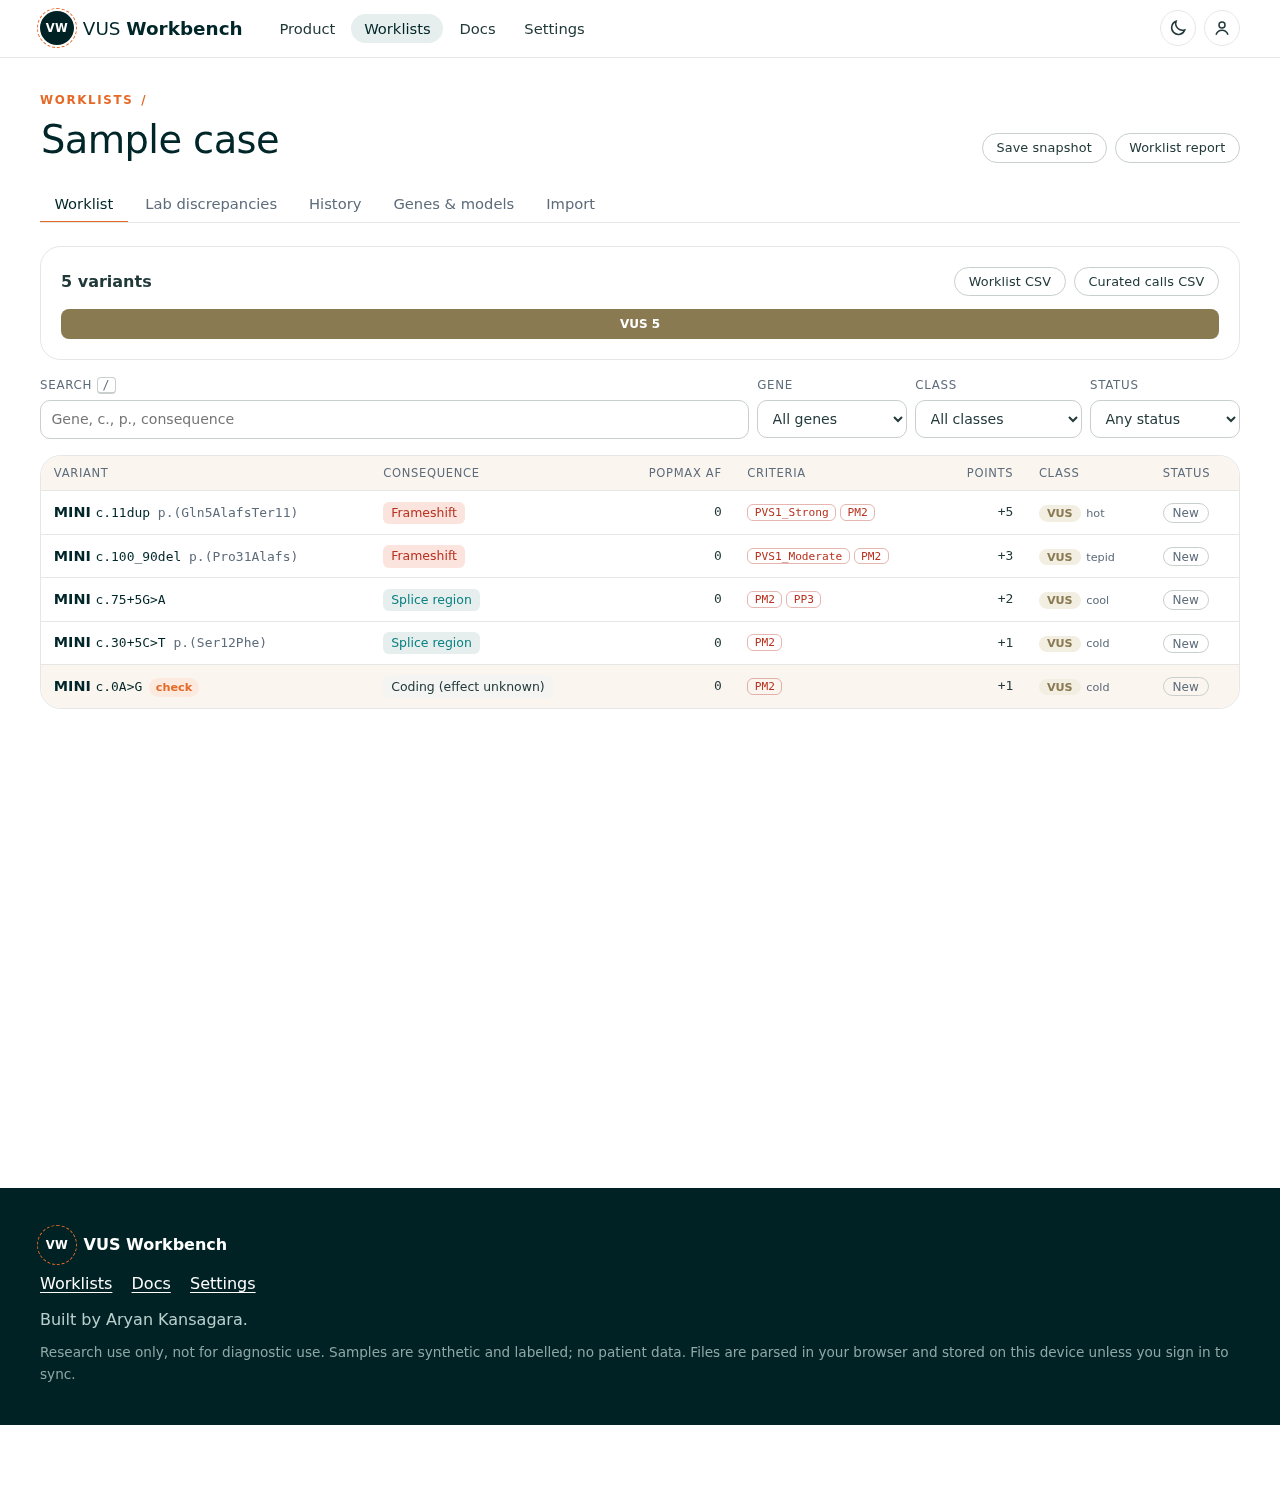 VW VUS Workbench Product Worklists Docs Settings
WORKLISTS /
Sample case
Save snapshot Worklist report
Worklist Lab discrepancies History Genes & models Import
5 variants Worklist CSV Curated calls CSV
VUS 5
SEARCH / GENE CLASS STATUS
Gene, c., p., consequence All genes All classes Any status
VARIANT CONSEQUENCE POPMAX AF CRITERIA POINTS CLASS STATUS
MINI c.11dup p.(Gln5AlafsTer11) Frameshift 0 PVS1_Strong PM2 +5 VUS hot New
MINI c.100_90del p.(Pro31Alafs) Frameshift 0 PVS1_Moderate PM2 +3 VUS tepid New
MINI c.75+5G>A Splice region 0 PM2 PP3 +2 VUS cool New
MINI c.30+5C>T p.(Ser12Phe) Splice region 0 PM2 +1 VUS cold New
MINI c.0A>G check Coding (effect unknown) 0 PM2 +1 VUS cold New
VW VUS Workbench
Worklists Docs Settings
Built by Aryan Kansagara.
Research use only, not for diagnostic use. Samples are synthetic and labelled; no patient data. Files are parsed in your browser and stored on this device unless you sign in to
sync.